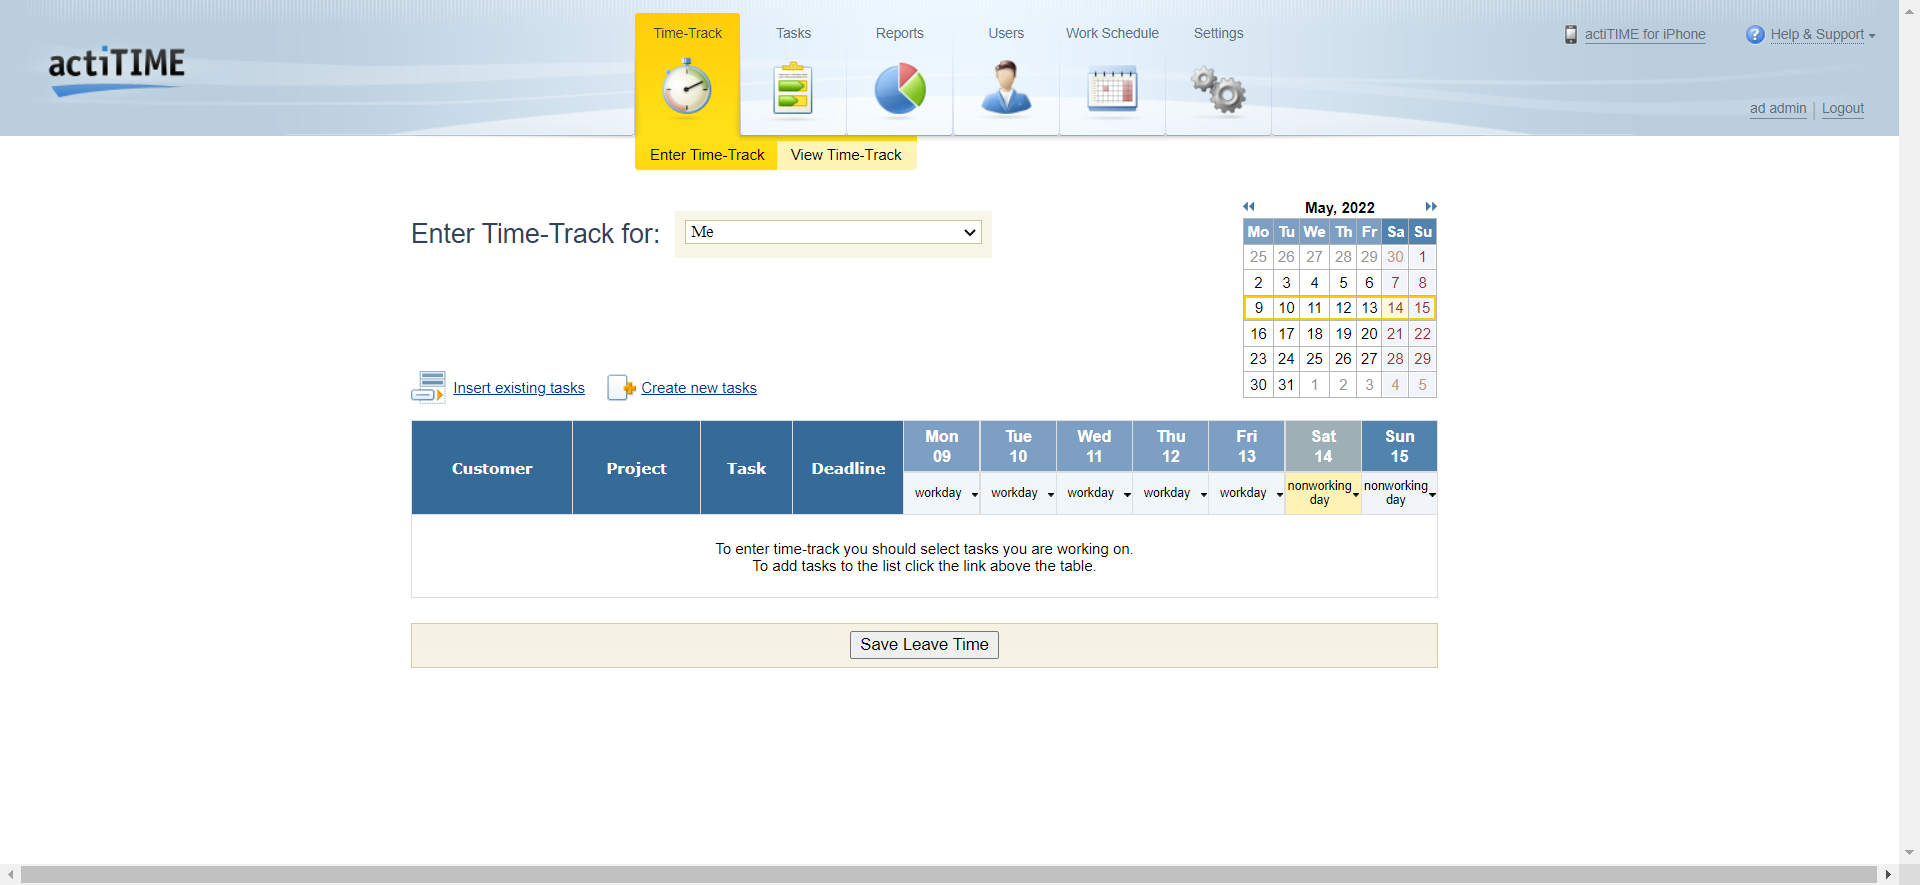 actiTIME
Time-Track
Tasks
Reports
Users
Work Schedule
Settings
actiTIME for iPhone
Help & Support
ad admin | Logout
Enter Time-Track
View Time-Track
Enter Time-Track for:
Me
May, 2022
Mo Tu We Th Fr Sa Su
25 26 27 28 29 30 1
2 3 4 5 6 7 8
9 10 11 12 13 14 15
16 17 18 19 20 21 22
23 24 25 26 27 28 29
30 31 1 2 3 4 5
Insert existing tasks
Create new tasks
Customer Project Task Deadline
Mon Tue Wed Thu Fri Sat Sun
09 10 11 12 13 14 15
workday workday workday workday workday nonworking day nonworking day
To enter time-track you should select tasks you are working on.
To add tasks to the list click the link above the table.
Save Leave Time